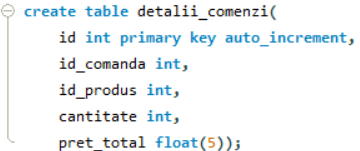 create table detalii_comenzi(
id int primary key auto_increment,
id_comanda int,
id_produs int,
cantitate int,
pret_total float(5));